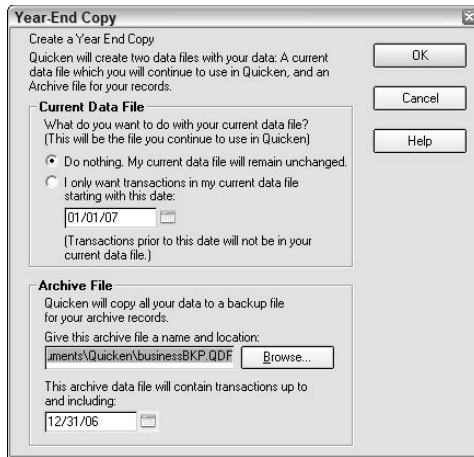 Year-End Copy
Create a Year End Copy
Quicken will create two data files with your data: A current
data file which you will continue to use in Quicken, and an
Archive file for your records.
OK
Cancel
Help
Current Data File
What do you want to do with your current data file?
(This will be the file you continue to use in Quicken)
Do nothing. My current data file will remain unchanged.
I only want transactions in my current data file
starting with this date:
01/01/07
(Transactions prior to this date will not be in your
current data file.)
Archive File
Quicken will copy all your data to a backup file
for your archive records.
Give this archive file a name and location:
uments\Quicken\businessBKP.QDF
Browse...
This archive data file will contain transactions up to
and including:
12/31/06